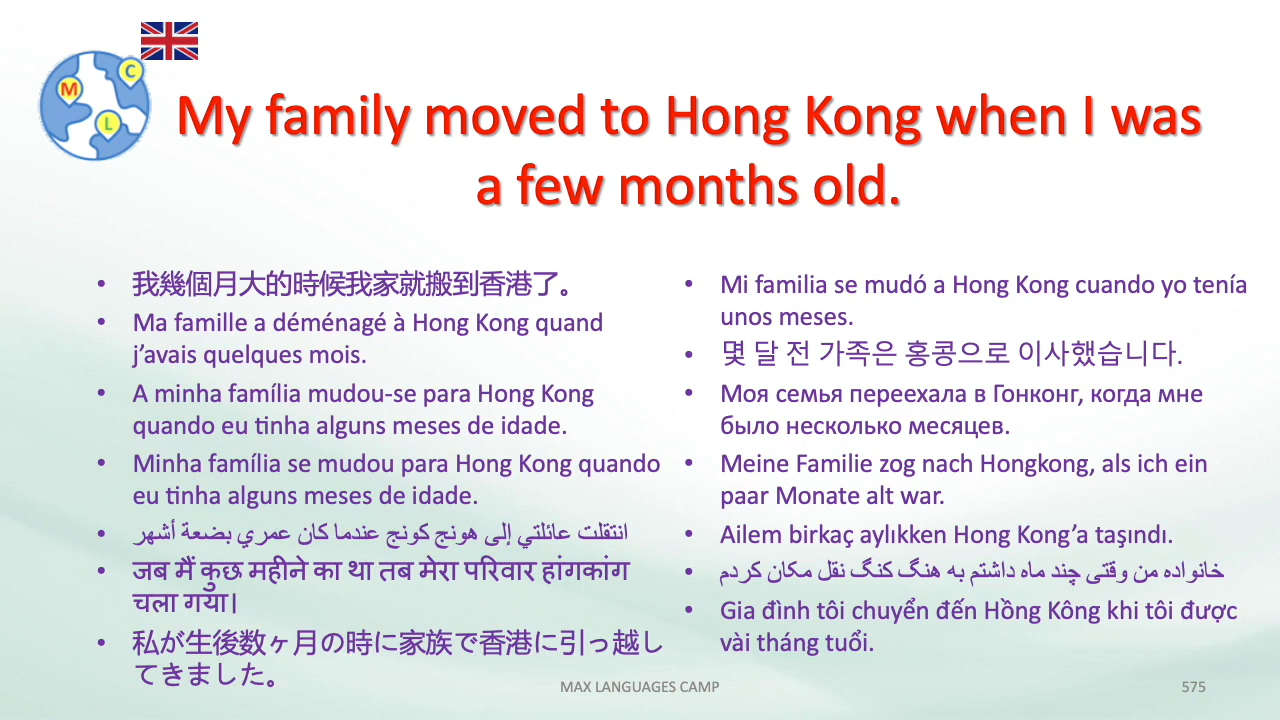 M
C
L
My family moved to Hong Kong when I was
a few months old.
我幾個月大的時候我家就搬到香港了。
Ma famille a déménagé à Hong Kong quand
j’avais quelques mois.
A minha família mudou-se para Hong Kong
quando eu tinha alguns meses de idade.
Minha família se mudou para Hong Kong quando
eu tinha alguns meses de idade.
انتقلت عائلتي إلى هونج كونج عندما كان عمري بضعة أشهر
जब मैं कुछ महीने का था तब मेरा परिवार हांगकांग
चला गया।
私が生後数ヶ月の時に家族で香港に引っ越し
てきました。
Mi familia se mudó a Hong Kong cuando yo tenía
unos meses.
몇 달 전 가족은 홍콩으로 이사했습니다.
Моя семья переехала в Гонконг, когда мне
было несколько месяцев.
Meine Familie zog nach Hongkong, als ich ein
paar Monate alt war.
Ailem birkaç aylıkken Hong Kong’a taşındı.
خانواده من وقتی چند ماه داشتم به هنگ کنگ نقل مکان کردم
Gia đình tôi chuyển đến Hồng Kông khi tôi được
vài tháng tuổi.
MAX LANGUAGES CAMP
575